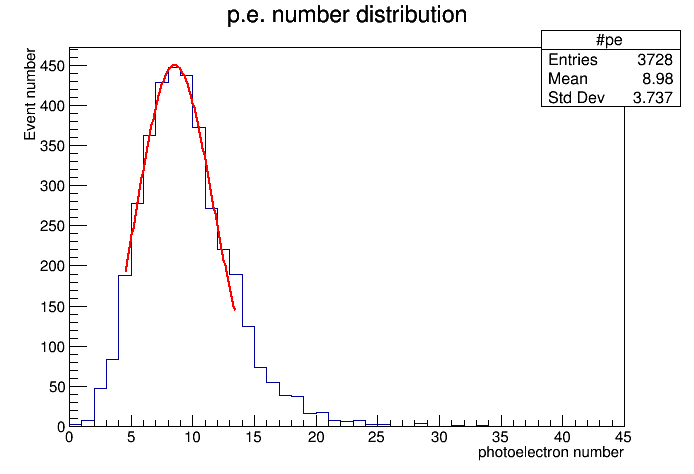 p.e. number distribution
#pe
Entries 3728
Mean 8.98
Std Dev 3.737
Event number
450
400
350
300
250
200
150
100
50
0
0 5 10 15 20 25 30 35 40 45
photoelectron number